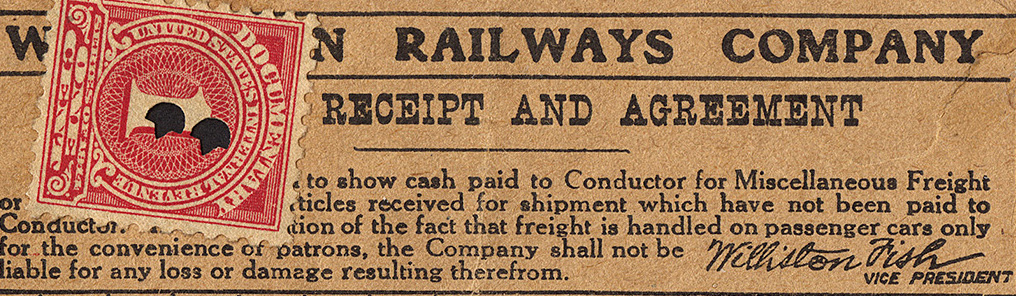 W N RAILWAYS COMPANY
RECEIPT AND AGREEMENT
to show cash paid to Conductor for Miscellaneous Freight
or ticles received for shipment which have not been paid to
Conductor. tion of the fact that freight is handled on passenger cars only
for the convenience of patrons, the Company shall not be
liable for any loss or damage resulting therefrom.
Williston Fish
VICE PRESIDENT
UNITED STATES INTERNAL REVENUE
DOCUMENTARY